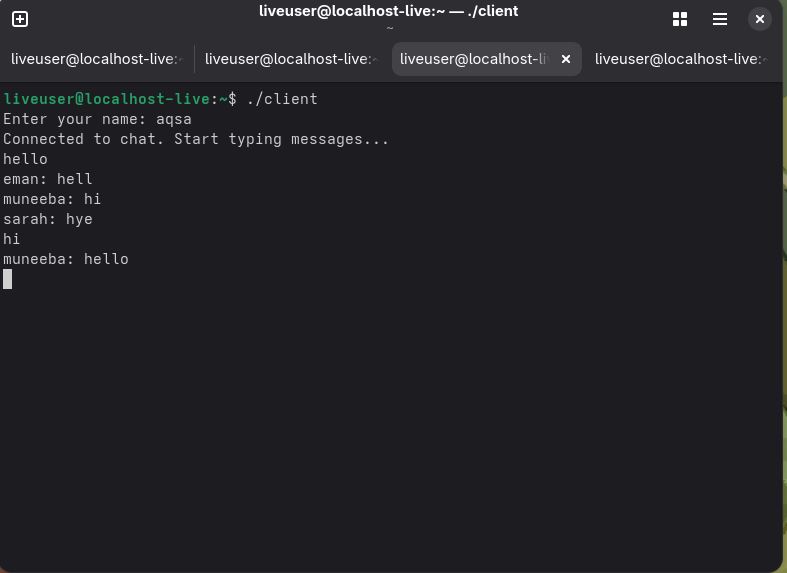 liveuser@localhost-live:~ — ./client
~
liveuser@localhost-live:~
liveuser@localhost-live:~
liveuser@localhost-li
liveuser@localhost-live:~
liveuser@localhost-live:~$ ./client
Enter your name: aqsa
Connected to chat. Start typing messages...
hello
eman: hell
muneeba: hi
sarah: hye
hi
muneeba: hello